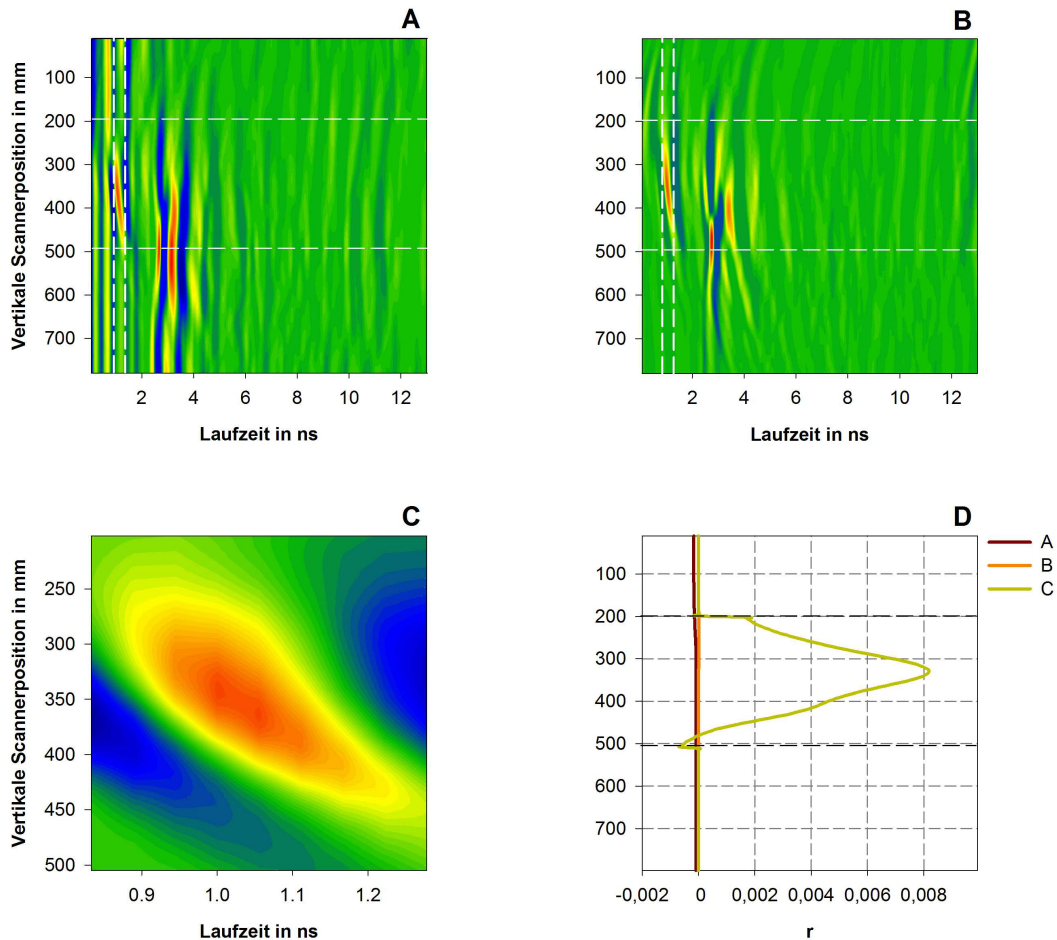 A
Vertikale Scannerposition in mm
100
200
300
400
500
600
700
2 4 6 8 10 12
Laufzeit in ns
B
100
200
300
400
500
600
700
2 4 6 8 10 12
Laufzeit in ns
C
Vertikale Scannerposition in mm
250
300
350
400
450
500
0.9 1.0 1.1 1.2
Laufzeit in ns
D
100
200
300
400
500
600
700
-0,002 0 0,002 0,004 0,006 0,008
r
A
B
C